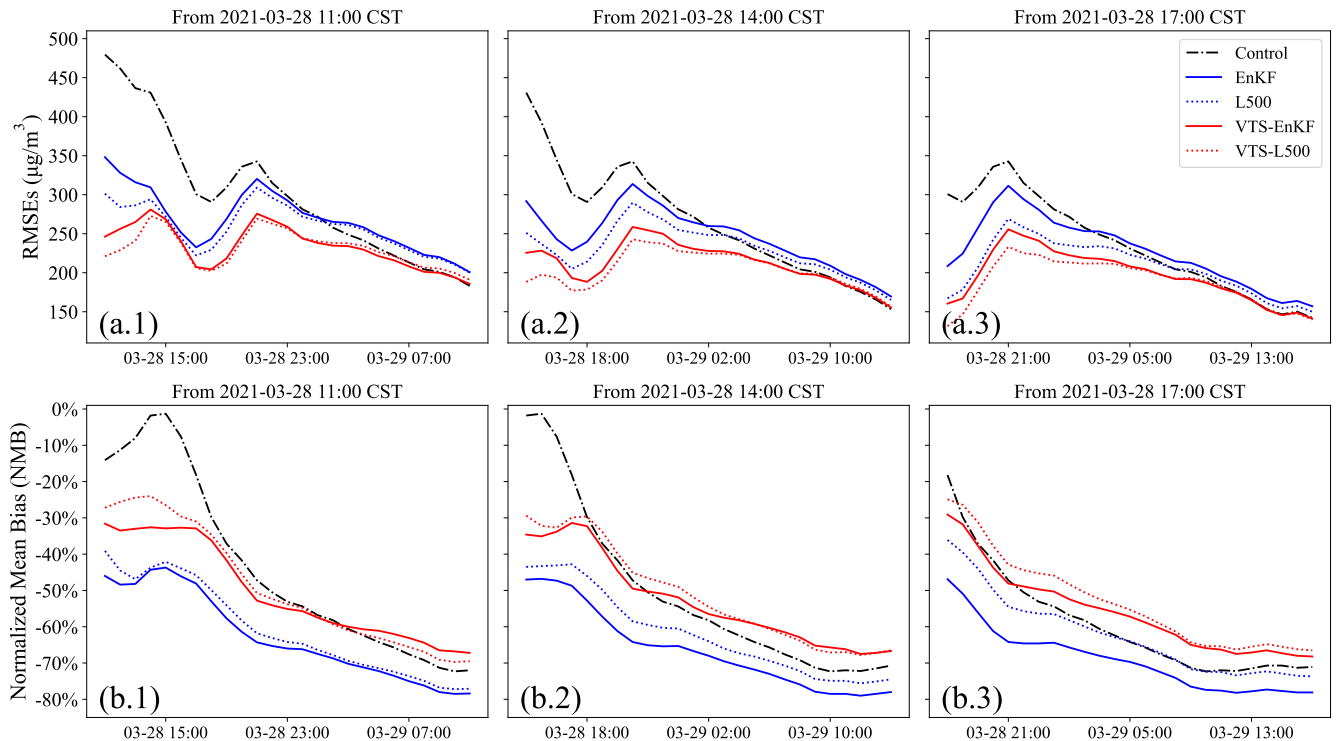 From 2021-03-28 11:00 CST
From 2021-03-28 14:00 CST
From 2021-03-28 17:00 CST
RMSEs (μg/m³)
500
450
400
350
300
250
200
150
Control
EnKF
L500
VTS-EnKF
VTS-L500
(a.1)
(a.2)
(a.3)
03-28 15:00
03-28 23:00
03-29 07:00
03-28 18:00
03-29 02:00
03-29 10:00
03-28 21:00
03-29 05:00
03-29 13:00
From 2021-03-28 11:00 CST
From 2021-03-28 14:00 CST
From 2021-03-28 17:00 CST
Normalized Mean Bias (NMB)
0%
-10%
-20%
-30%
-40%
-50%
-60%
-70%
-80%
(b.1)
(b.2)
(b.3)
03-28 15:00
03-28 23:00
03-29 07:00
03-28 18:00
03-29 02:00
03-29 10:00
03-28 21:00
03-29 05:00
03-29 13:00